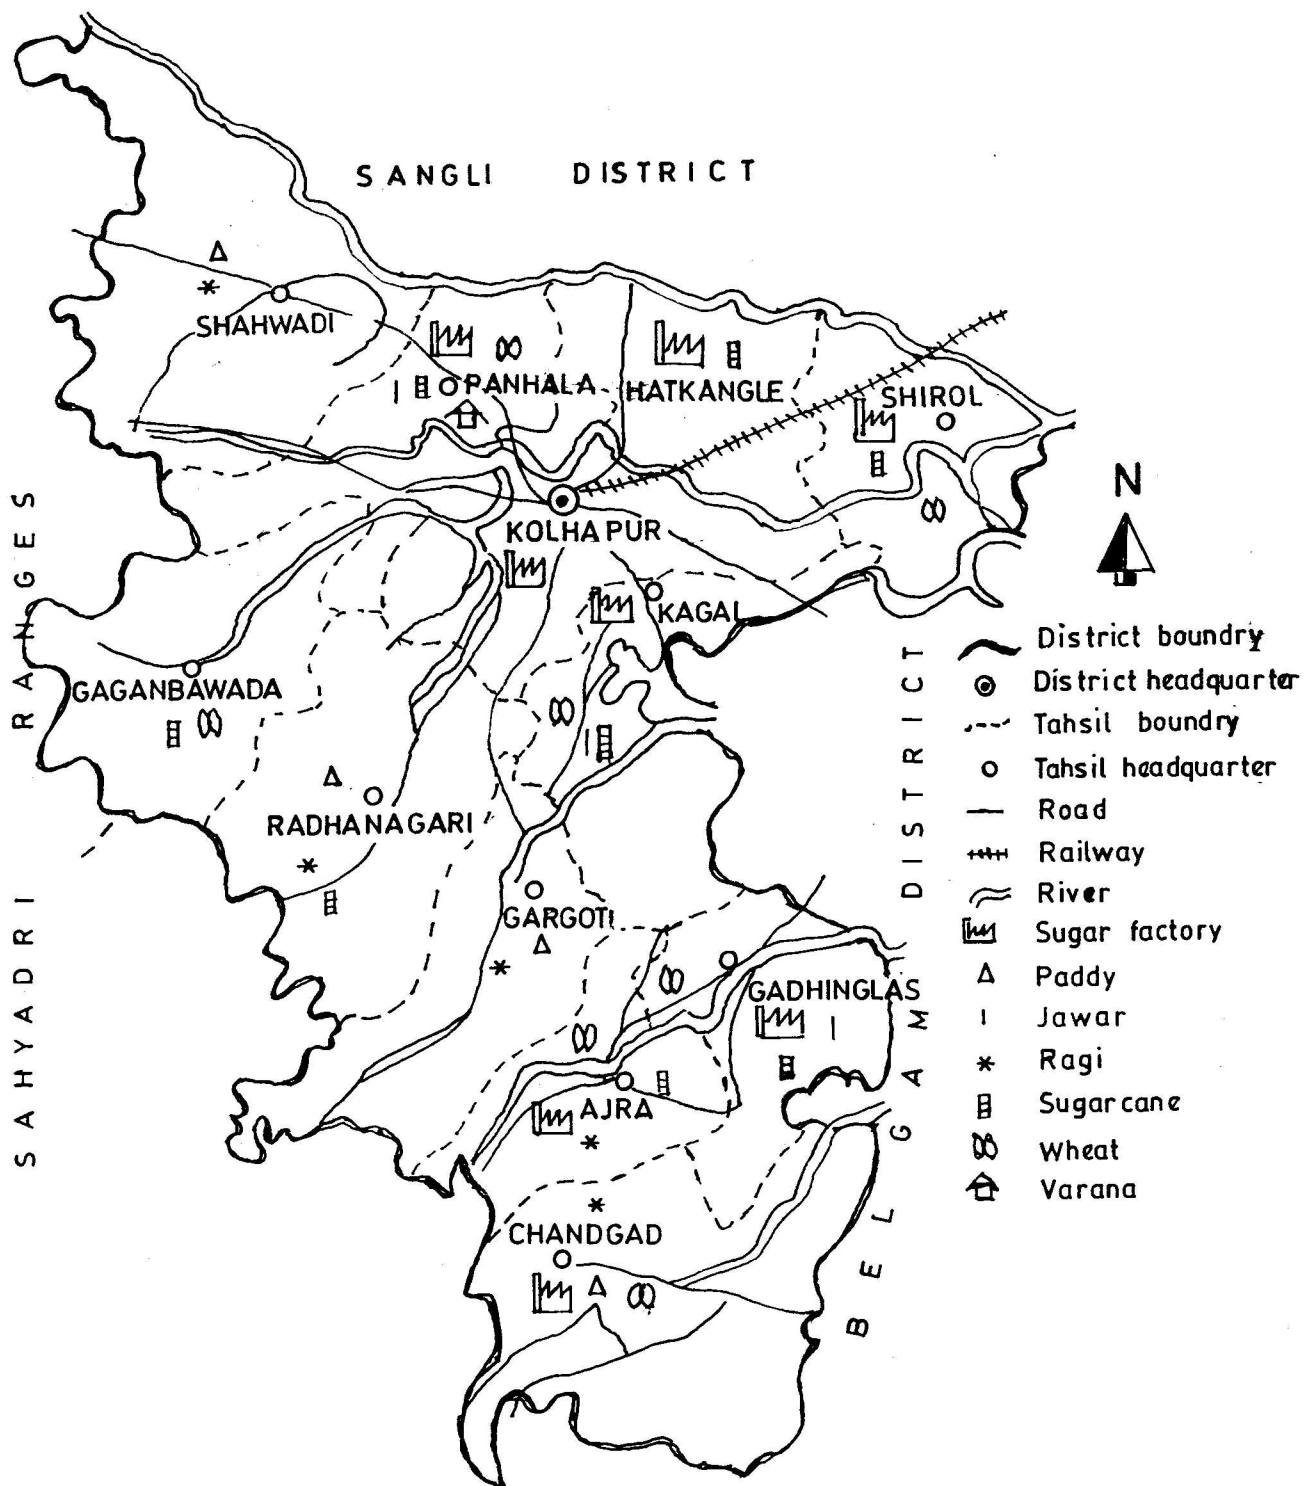 SANGLI DISTRICT
SHAHWADI
PANHALA
HATKANGLE
SHIROL
KOLHAPUR
KAGAL
GAGANBAWADA
RADHANAGARI
GARGOTI
GADHINGLAS
AJRA
CHANDGAD
SAHYADRI RANGES
BELGAM DISTRICT
N
District boundry
District headquarter
Tahsil boundry
Tahsil headquarter
Road
Railway
River
Sugar factory
Paddy
Jawar
Ragi
Sugarcane
Wheat
Varana